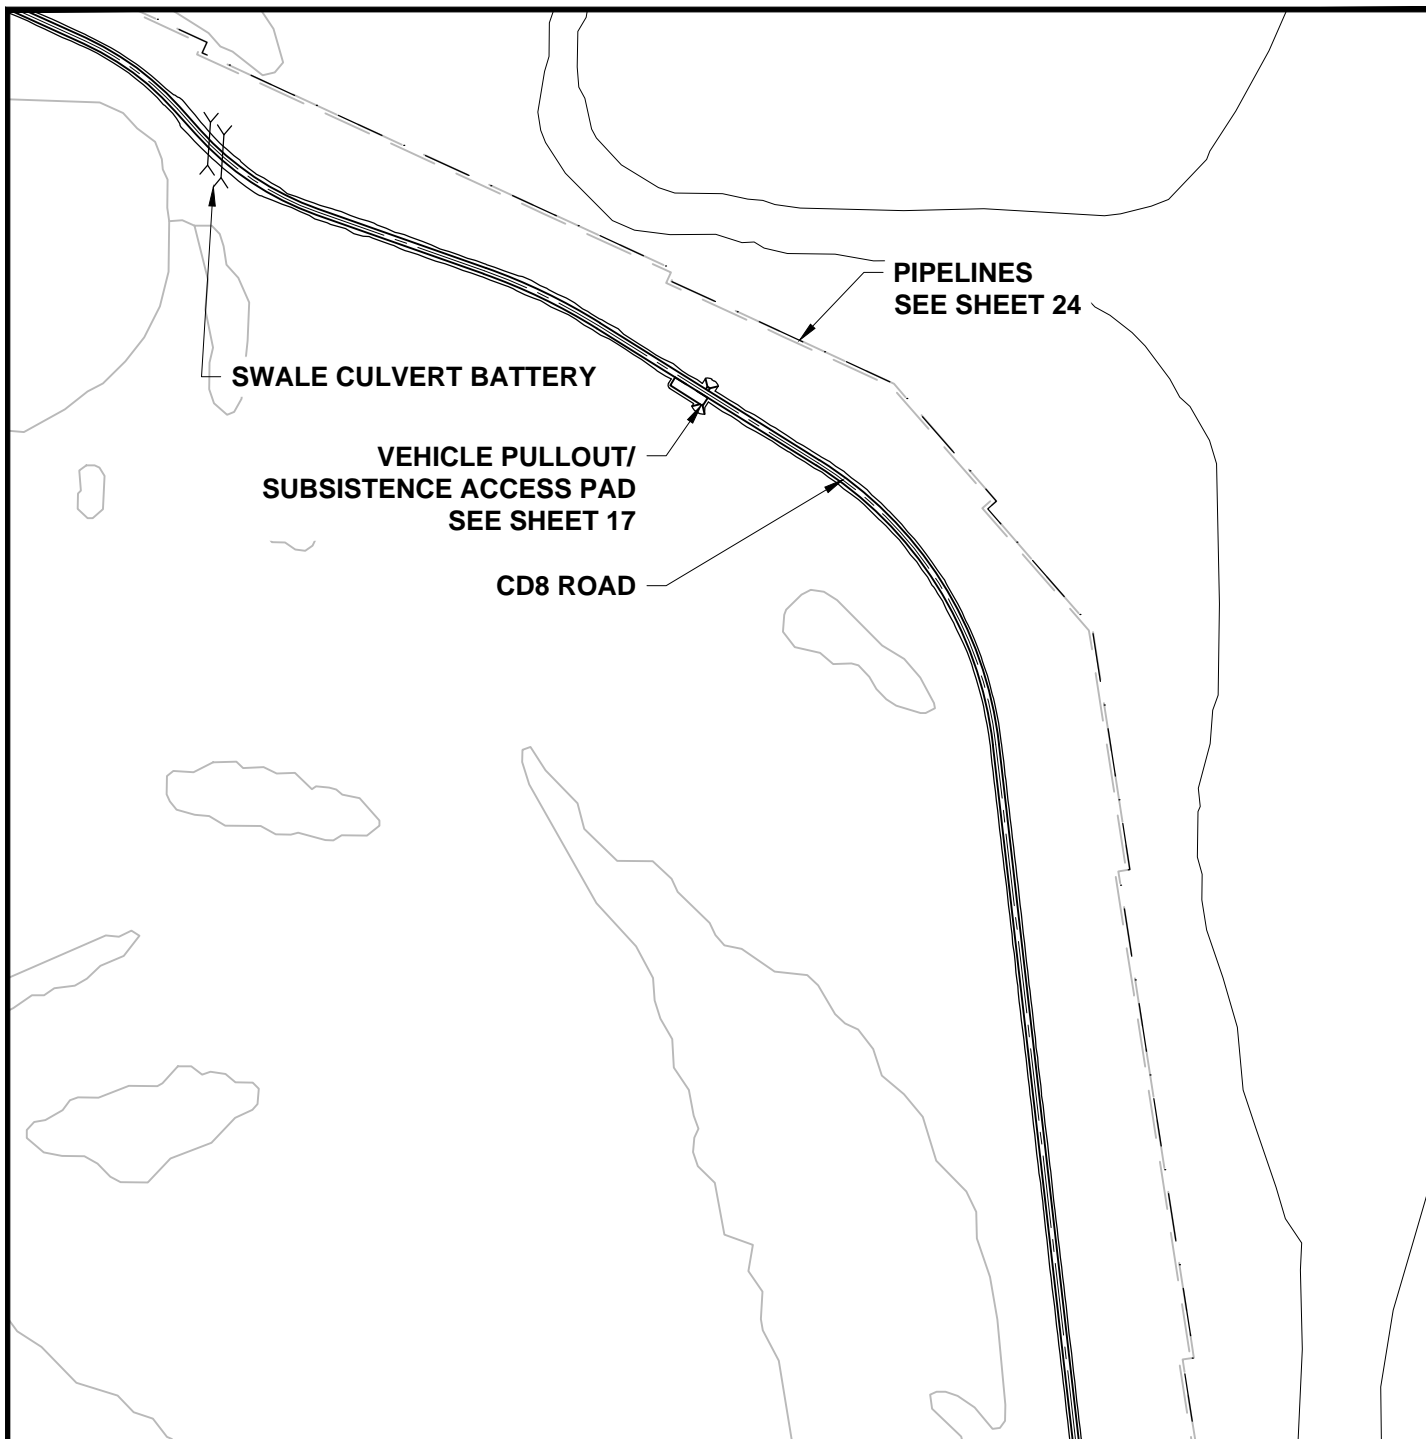 PIPELINES
SEE SHEET 24
SWALE CULVERT BATTERY
VEHICLE PULLOUT/
SUBSISTENCE ACCESS PAD
SEE SHEET 17
CD8 ROAD